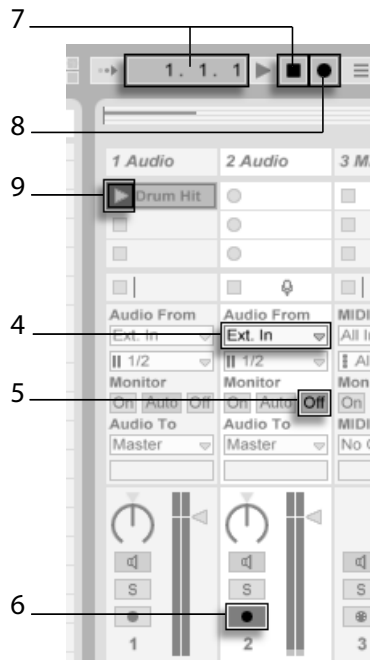 7
1. 1. 1
8
1 Audio 2 Audio 3 M
9 Drum Hit
Audio From Audio From MIDI
4 Ext. In Ext. In All I
1/2 1/2 Al
Monitor Monitor Mon
5 On Auto Off On Auto Off On
Audio To Audio To MIDI
Master Master No
S S S
6
1 2 3